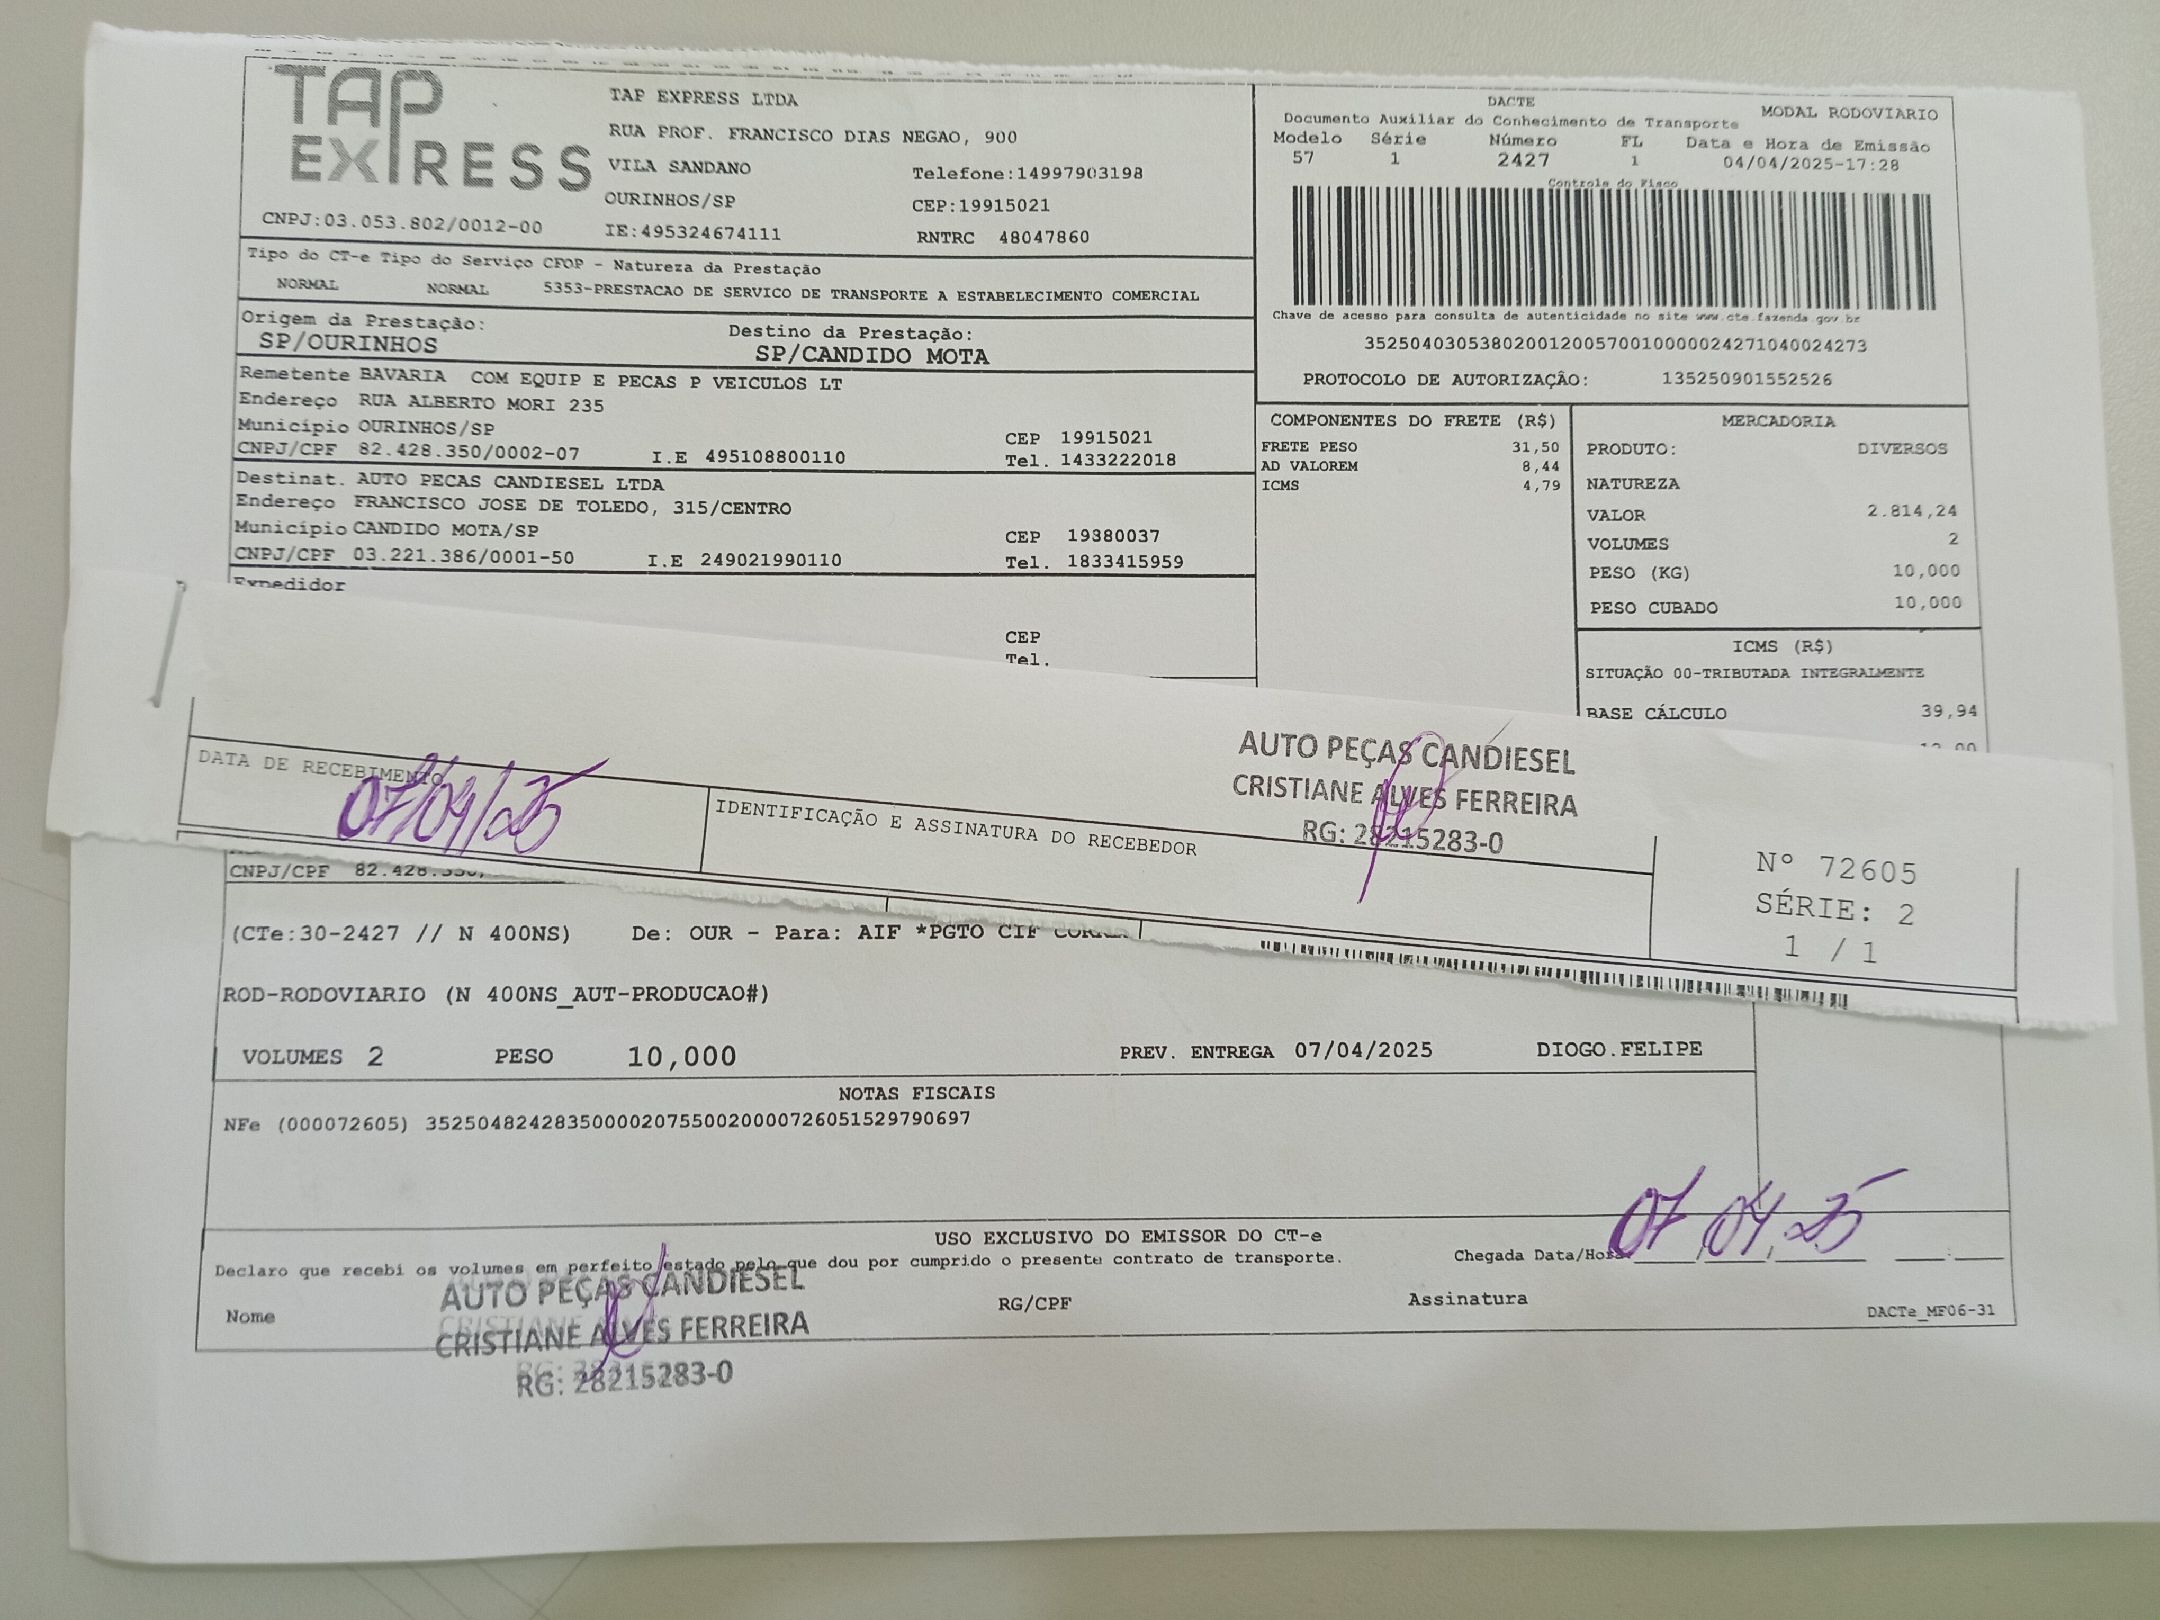 TAP
EXPRESS
CNPJ:03.053.802/0012-00
TAP EXPRESS LTDA
RUA PROF. FRANCISCO DIAS NEGAO, 900
VILA SANDANO
Telefone:14997903198
OURINHOS/SP
CEP:19915021
IE:495324674111
RNTRC 48047860
DACTE
MODAL RODOVIARIO
Documento Auxiliar do Conhecimento de Transporte
Modelo Série Número FL Data e Hora de Emissão
57 1 2427 1 04/04/2025-17:28
Controle do Fisco
Chave de acesso para consulta de autenticidade no site www.cte.fazenda.gov.br
35250403053802001200570010000024271040024273
PROTOCOLO DE AUTORIZAÇÃO: 135250901552526
Tipo do CT-e Tipo do Serviço CFOP - Natureza da Prestação
NORMAL NORMAL 5353-PRESTACAO DE SERVICO DE TRANSPORTE A ESTABELECIMENTO COMERCIAL
Origem da Prestação: Destino da Prestação:
SP/OURINHOS SP/CANDIDO MOTA
Remetente BAVARIA COM EQUIP E PECAS P VEICULOS LT
Endereço RUA ALBERTO MORI 235
Município OURINHOS/SP CEP 19915021
CNPJ/CPF 82.428.350/0002-07 I.E 495108800110 Tel. 1433222018
Destinat. AUTO PECAS CANDIESEL LTDA
Endereço FRANCISCO JOSE DE TOLEDO, 315/CENTRO
Município CANDIDO MOTA/SP CEP 19880037
CNPJ/CPF 03.221.386/0001-50 I.E 249021990110 Tel. 1833415959
Expedidor
CEP
Tel.
COMPONENTES DO FRETE (R$)
FRETE PESO 31,50
AD VALOREM 8,44
ICMS 4,79
MERCADORIA
PRODUTO: DIVERSOS
NATUREZA
VALOR 2.814,24
VOLUMES 2
PESO (KG) 10,000
PESO CUBADO 10,000
ICMS (R$)
SITUAÇÃO 00-TRIBUTADA INTEGRALMENTE
BASE CÁLCULO 39,94
DATA DE RECEBIMENTO
07/04/25
IDENTIFICAÇÃO E ASSINATURA DO RECEBEDOR
AUTO PEÇAS CANDIESEL
CRISTIANE ALVES FERREIRA
RG: 28215283-0
Nº 72605
SÉRIE: 2
1 / 1
CNPJ/CPF 82.428.350/
(CTe:30-2427 // N 400NS) De: OUR - Para: AIF *PGTO CIF
ROD-RODOVIARIO (N 400NS_AUT-PRODUCAO#)
VOLUMES 2 PESO 10,000 PREV. ENTREGA 07/04/2025 DIOGO.FELIPE
NOTAS FISCAIS
NFe (000072605) 35250482428350000207550020000726051529790697
USO EXCLUSIVO DO EMISSOR DO CT-e
Declaro que recebi os volumes em perfeito estado pelo que dou por cumprido o presente contrato de transporte.
Chegada Data/Hora 07 04 25
Nome
AUTO PEÇAS CANDIESEL
CRISTIANE ALVES FERREIRA
RG: 28215283-0
RG/CPF
Assinatura
DACTe_MF06-31